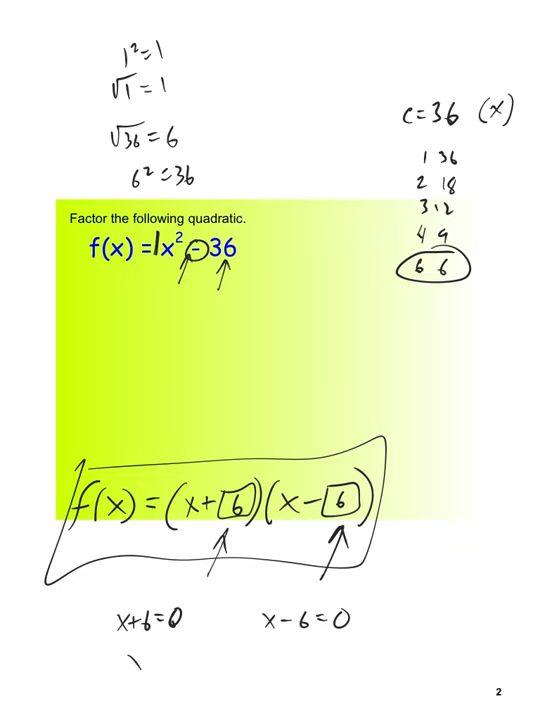 1² = 1
√1 = 1
√36 = 6
6² = 36
c = 36 (x)
1 36
2 18
3 12
4 9
6 6
Factor the following quadratic.
f(x) = 1x² - 36
f(x) = (x + 6)(x - 6)
x + 6 = 0 x - 6 = 0
2